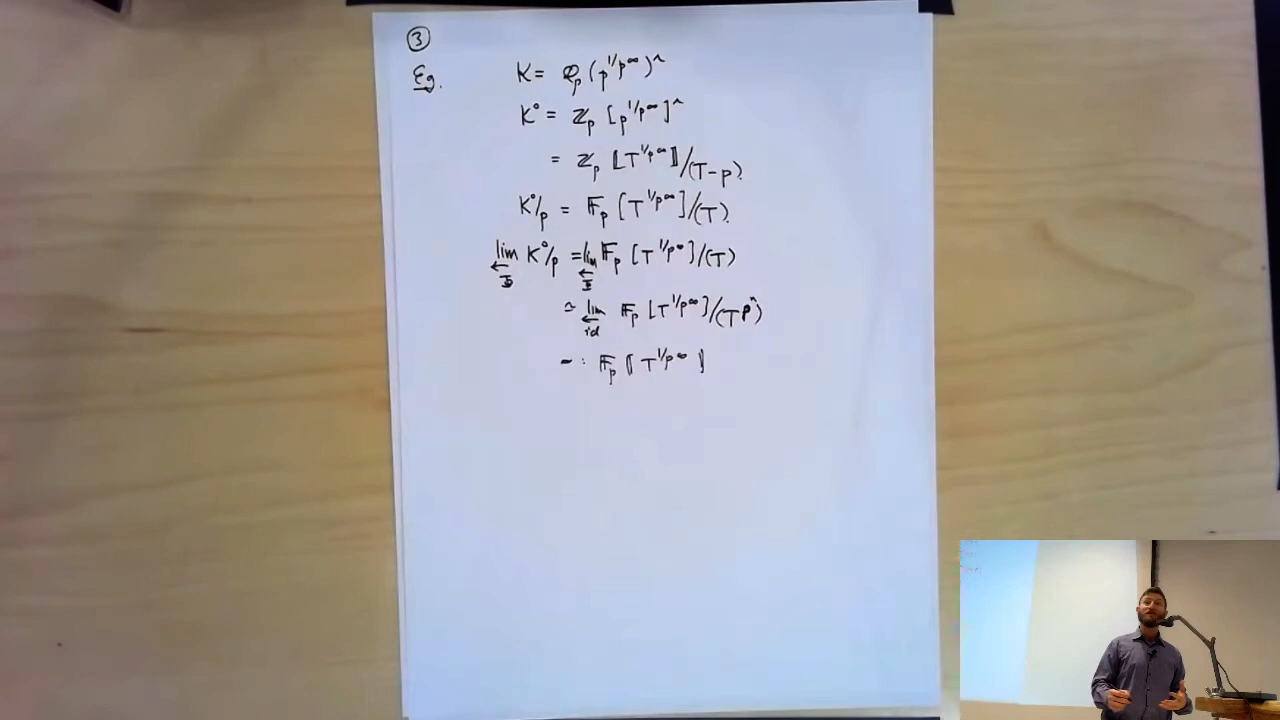 ③
Eg. K = ℚ_p (p^{1/p^∞})^
K° = ℤ_p [p^{1/p^∞}]^
= ℤ_p ⟦T^{1/p^∞}⟧/(T-p).
K°/p = 𝔽_p [T^{1/p^∞}]/(T).
lim_{← Φ} K°/p = lim_{← Φ} 𝔽_p [T^{1/p^∞}]/(T)
≃ lim_{← id} 𝔽_p [T^{1/p^∞}]/(T^{p^n})
= : 𝔽_p ⟦T^{1/p^∞}⟧